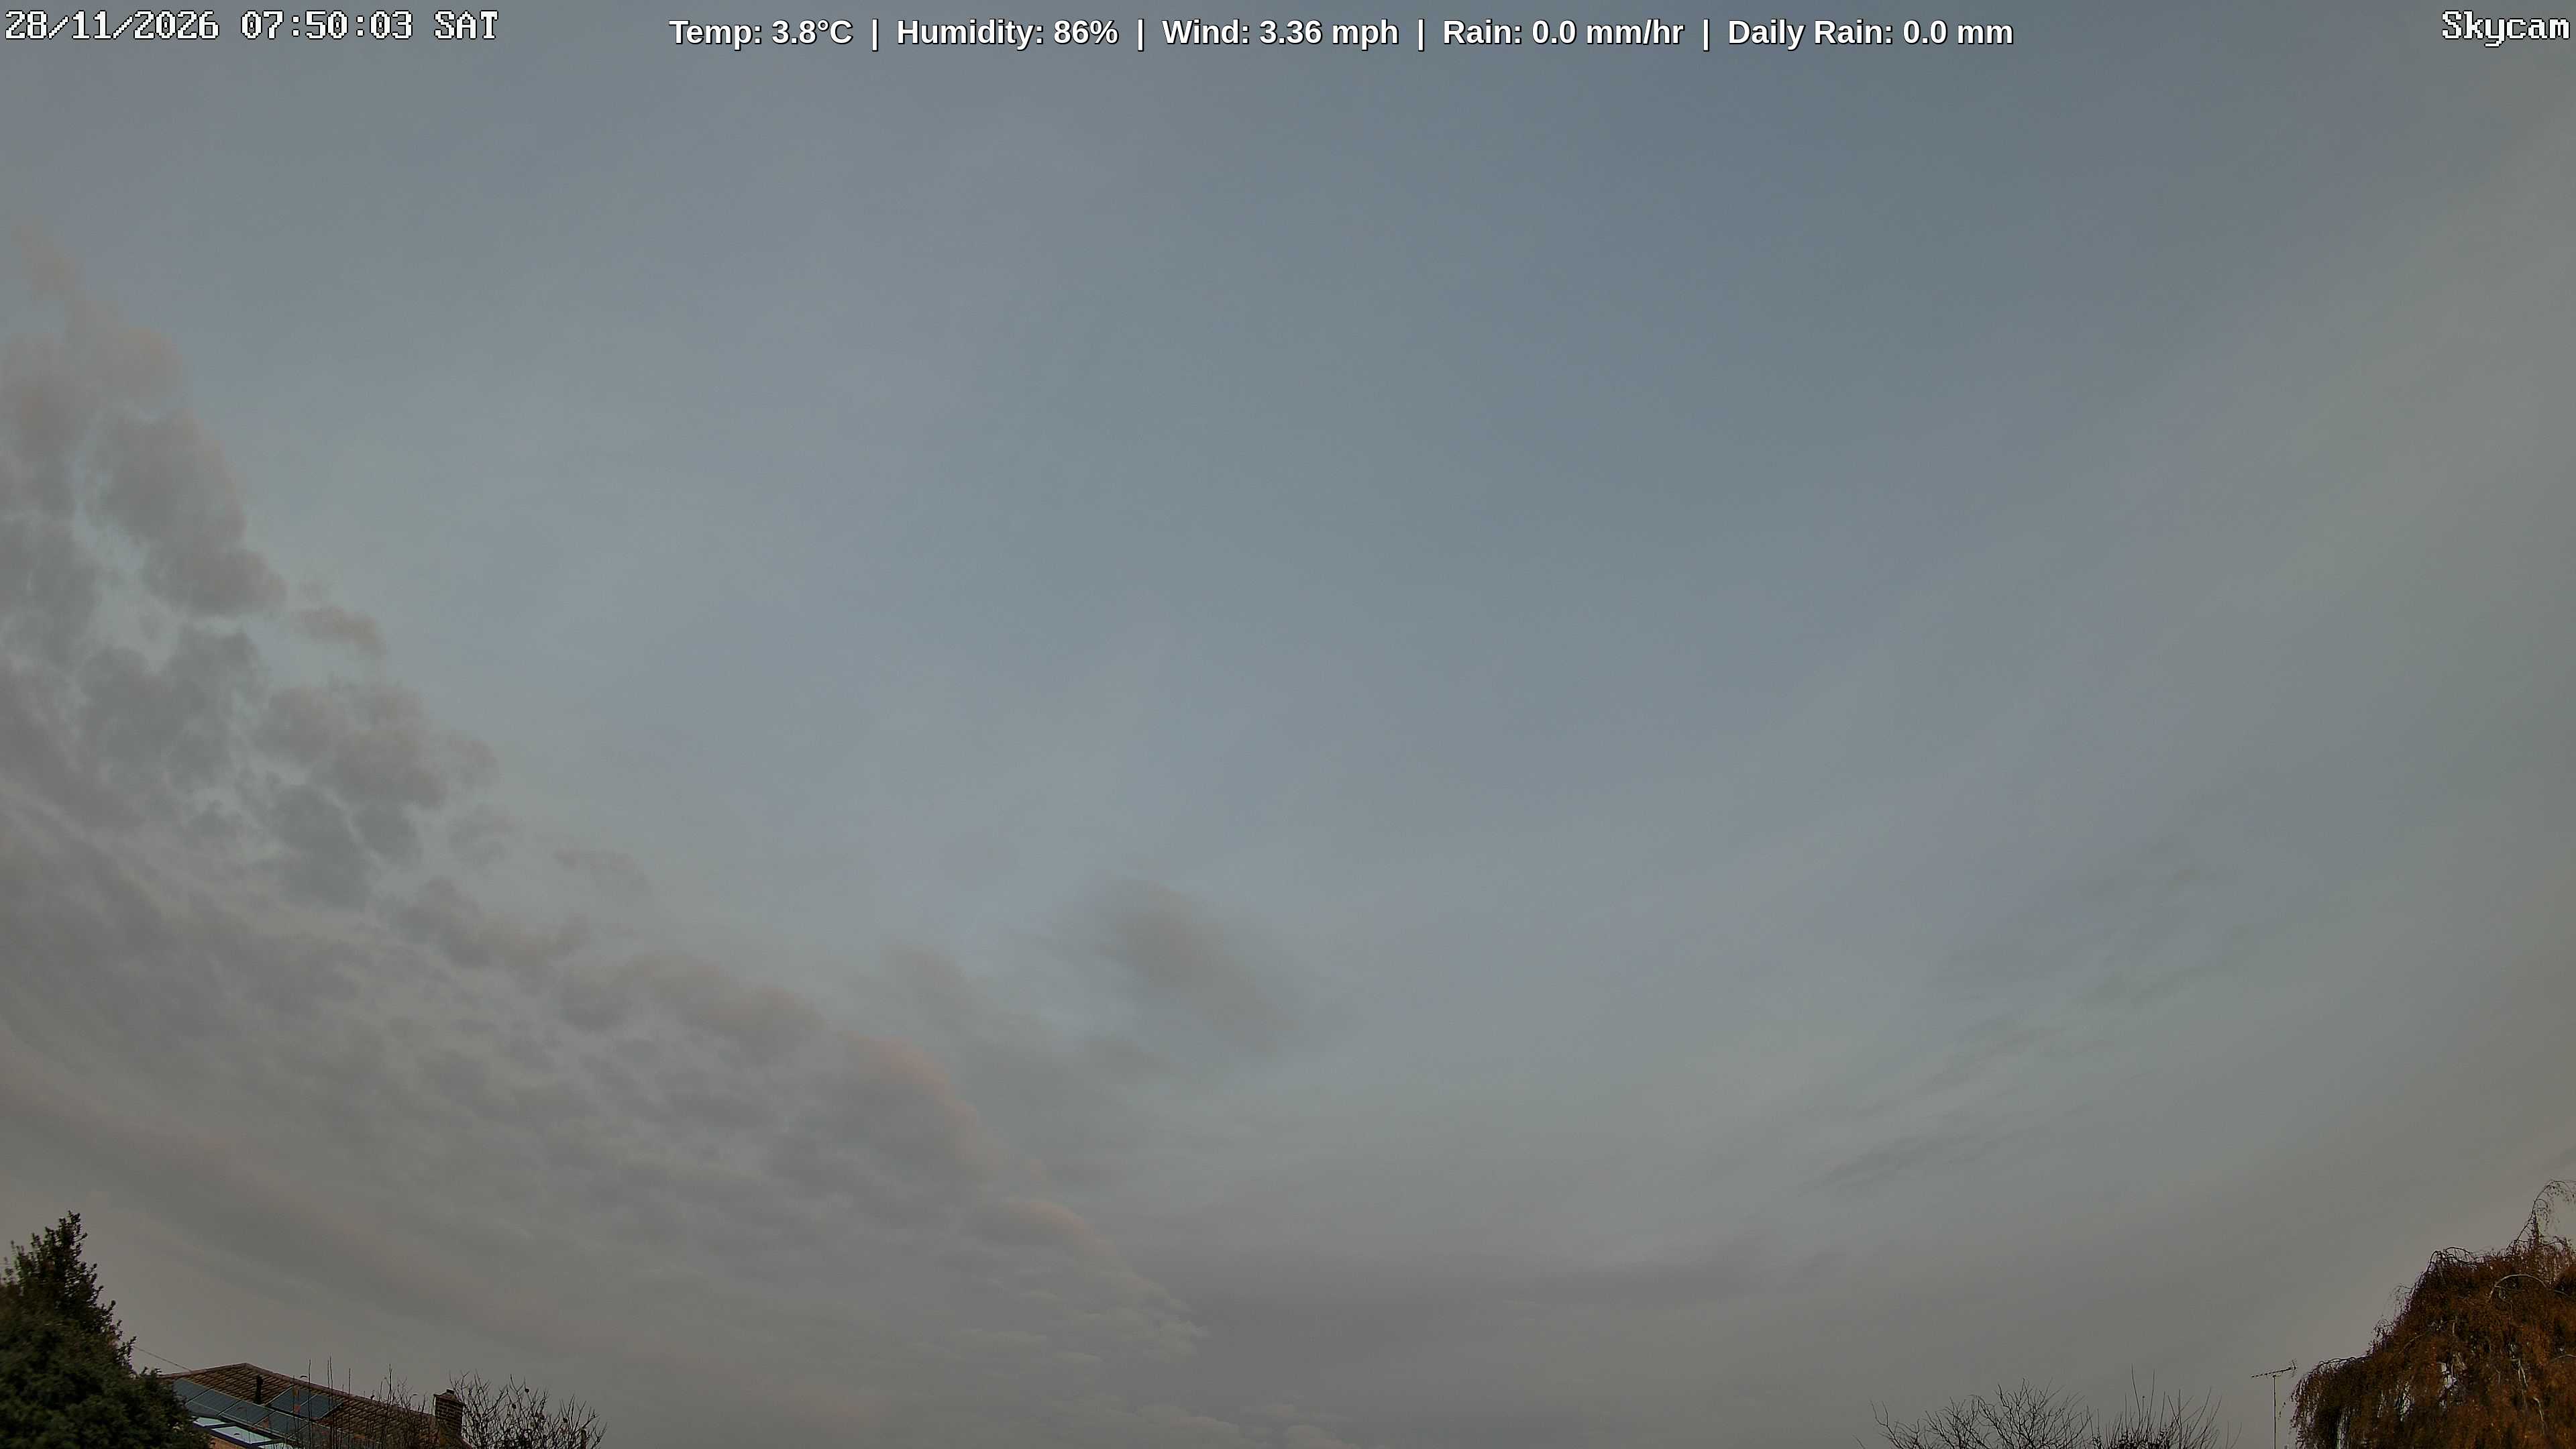 28/11/2026 07:50:03 SAT
Temp: 3.8°C | Humidity: 86% | Wind: 3.36 mph | Rain: 0.0 mm/hr | Daily Rain: 0.0 mm
Skycam